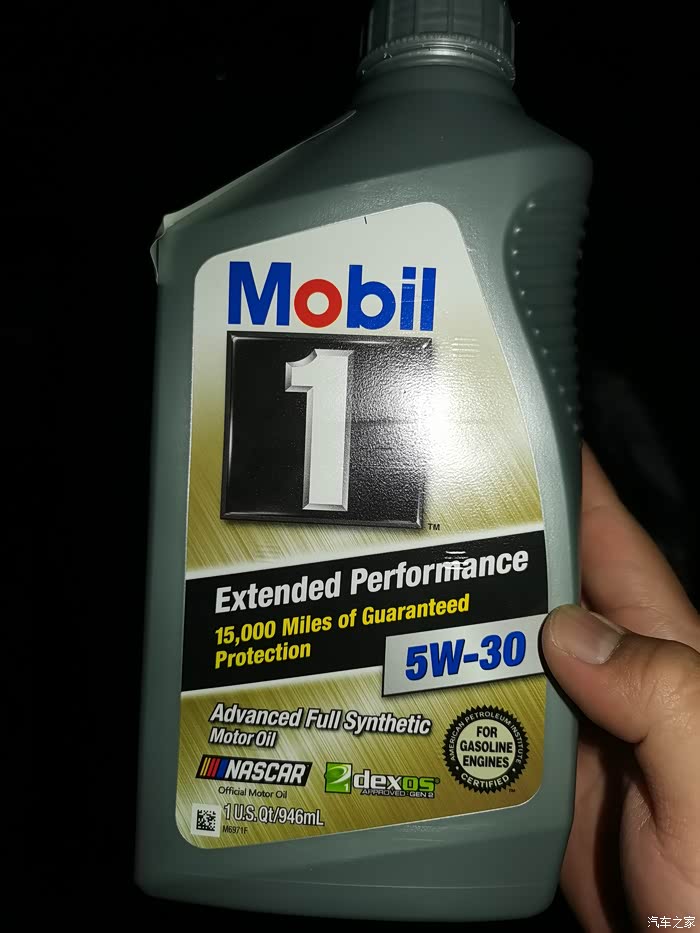 Mobil
1
TM
Extended Performance
15,000 Miles of Guaranteed
Protection
5W-30
Advanced Full Synthetic
Motor Oil
NASCAR
Official Motor Oil
dexos
APPROVED GEN 2
AMERICAN PETROLEUM INSTITUTE
FOR
GASOLINE
ENGINES
CERTIFIED
1 U.S. Qt/946mL
M6971F
汽车之家